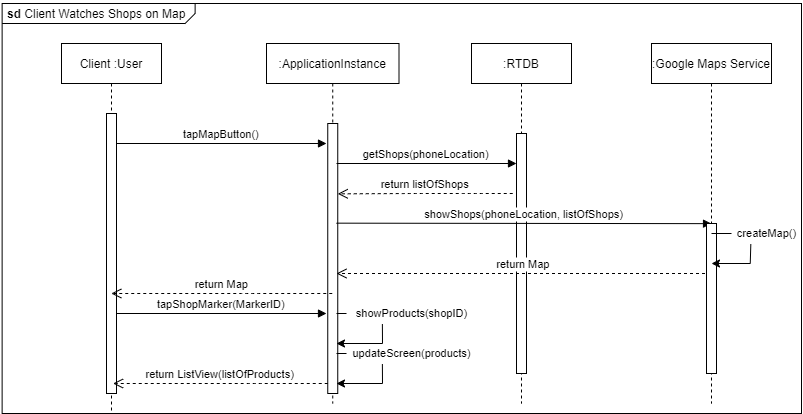 sd Client Watches Shops on Map
Client :User
:ApplicationInstance
:RTDB
:Google Maps Service
tapMapButton()
getShops(phoneLocation)
return listOfShops
showShops(phoneLocation, listOfShops)
createMap()
return Map
return Map
tapShopMarker(MarkerID)
showProducts(shopID)
updateScreen(products)
return ListView(listOfProducts)